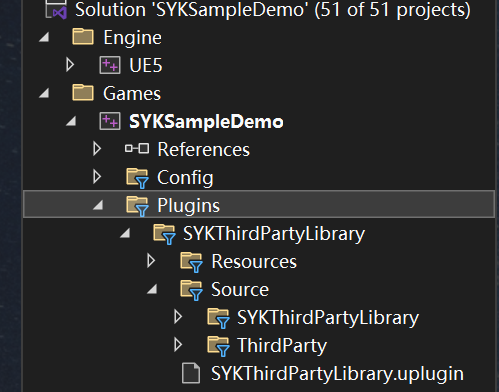 Solution 'SYKSampleDemo' (51 of 51 projects)
Engine
UE5
Games
SYKSampleDemo
References
Config
Plugins
SYKThirdPartyLibrary
Resources
Source
SYKThirdPartyLibrary
ThirdParty
SYKThirdPartyLibrary.uplugin